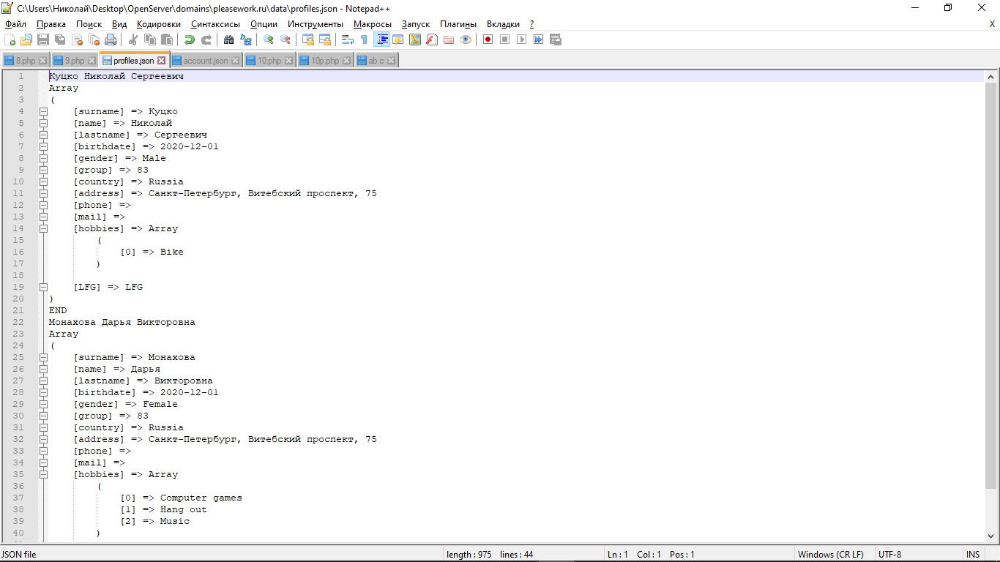 C:\Users\Николай\Desktop\OpenServer\domains\pleasework.ru\data\profiles.json - Notepad++
Файл Правка Поиск Вид Кодировки Синтаксисы Опции Инструменты Макросы Запуск Плагины Вкладки ? X
8.php 9.php profiles.json account.json 10.php 10p.php ab.c
1 Куцко Николай Сергеевич
2 Array
3 (
4 [surname] => Куцко
5 [name] => Николай
6 [lastname] => Сергеевич
7 [birthdate] => 2020-12-01
8 [gender] => Male
9 [group] => 83
10 [country] => Russia
11 [address] => Санкт-Петербург, Витебский проспект, 75
12 [phone] =>
13 [mail] =>
14 [hobbies] => Array
15 (
16 [0] => Bike
17 )
18
19 [LFG] => LFG
20 )
21 END
22 Монахова Дарья Викторовна
23 Array
24 (
25 [surname] => Монахова
26 [name] => Дарья
27 [lastname] => Викторовна
28 [birthdate] => 2020-12-01
29 [gender] => Female
30 [group] => 83
31 [country] => Russia
32 [address] => Санкт-Петербург, Витебский проспект, 75
33 [phone] =>
34 [mail] =>
35 [hobbies] => Array
36 (
37 [0] => Computer games
38 [1] => Hang out
39 [2] => Music
40 )
JSON file length : 975 lines : 44 Ln : 1 Col : 1 Pos : 1 Windows (CR LF) UTF-8 INS